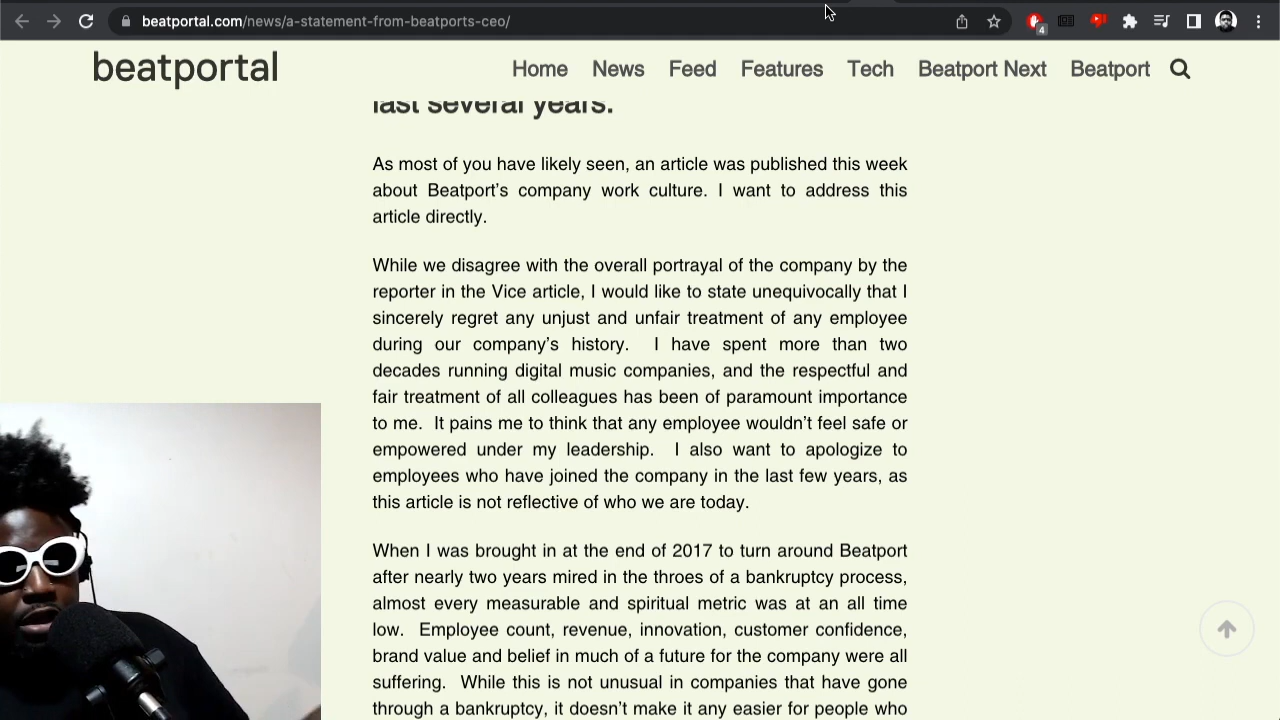 beatportal.com/news/a-statement-from-beatports-ceo/
4
beatportal
Home News Feed Features Tech Beatport Next Beatport
last several years.
As most of you have likely seen, an article was published this week
about Beatport’s company work culture. I want to address this
article directly.
While we disagree with the overall portrayal of the company by the
reporter in the Vice article, I would like to state unequivocally that I
sincerely regret any unjust and unfair treatment of any employee
during our company’s history. I have spent more than two
decades running digital music companies, and the respectful and
fair treatment of all colleagues has been of paramount importance
to me. It pains me to think that any employee wouldn’t feel safe or
empowered under my leadership. I also want to apologize to
employees who have joined the company in the last few years, as
this article is not reflective of who we are today.
When I was brought in at the end of 2017 to turn around Beatport
after nearly two years mired in the throes of a bankruptcy process,
almost every measurable and spiritual metric was at an all time
low. Employee count, revenue, innovation, customer confidence,
brand value and belief in much of a future for the company were all
suffering. While this is not unusual in companies that have gone
through a bankruptcy, it doesn’t make it any easier for people who